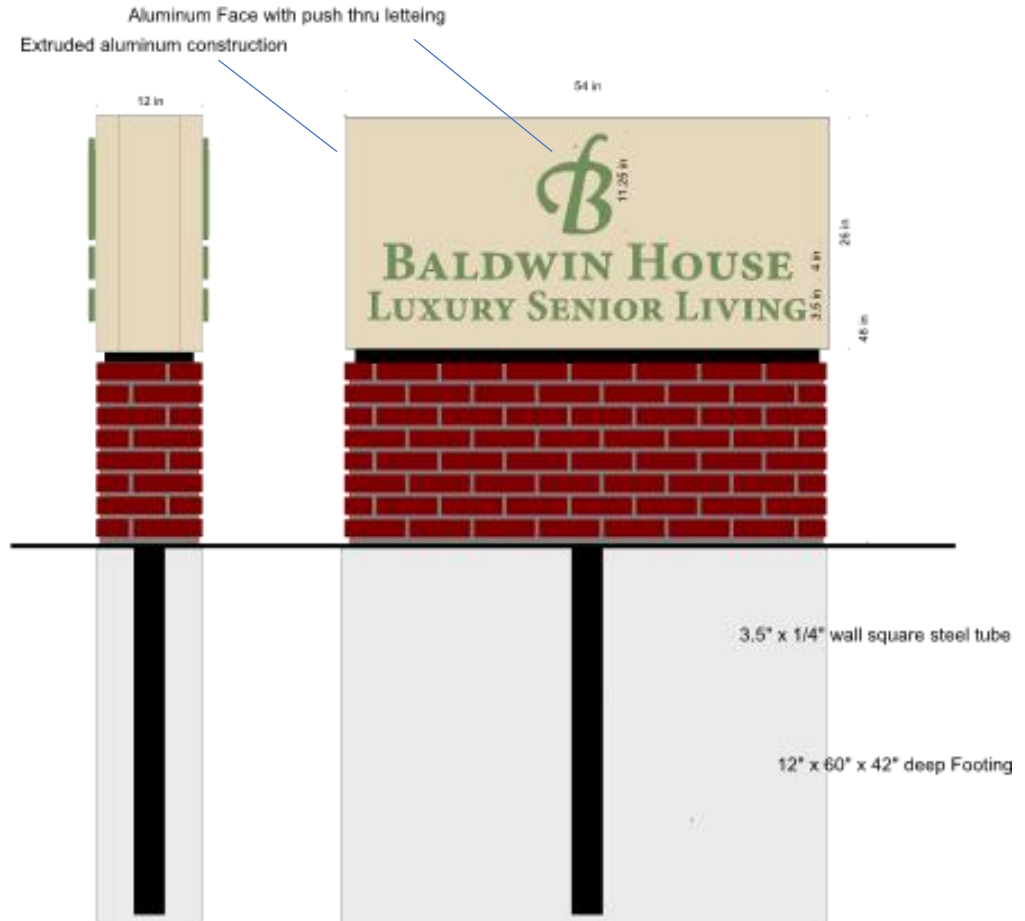 Aluminum Face with push thru letteing
Extruded aluminum construction
12 in
54 in
B
11.25 in
26 in
BALDWIN HOUSE
4 in
LUXURY SENIOR LIVING
3.5 in
48 in
3.5" x 1/4" wall square steel tube
12" x 60" x 42" deep Footing